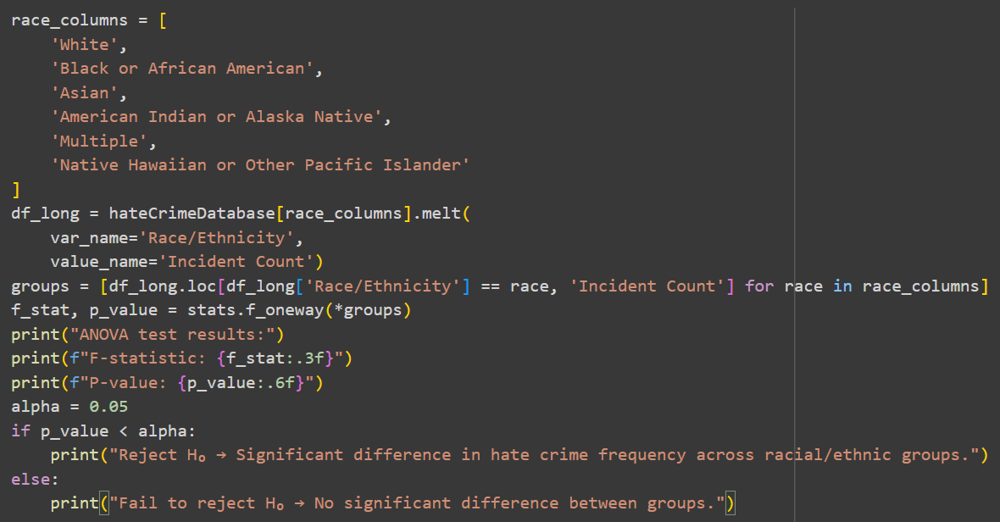 race_columns = [
    'White',
    'Black or African American',
    'Asian',
    'American Indian or Alaska Native',
    'Multiple',
    'Native Hawaiian or Other Pacific Islander'
]
df_long = hateCrimeDatabase[race_columns].melt(
    var_name='Race/Ethnicity',
    value_name='Incident Count')
groups = [df_long.loc[df_long['Race/Ethnicity'] == race, 'Incident Count'] for race in race_columns]
f_stat, p_value = stats.f_oneway(*groups)
print("ANOVA test results:")
print(f"F-statistic: {f_stat:.3f}")
print(f"P-value: {p_value:.6f}")
alpha = 0.05
if p_value < alpha:
    print("Reject H₀ → Significant difference in hate crime frequency across racial/ethnic groups.")
else:
    print("Fail to reject H₀ → No significant difference between groups.")